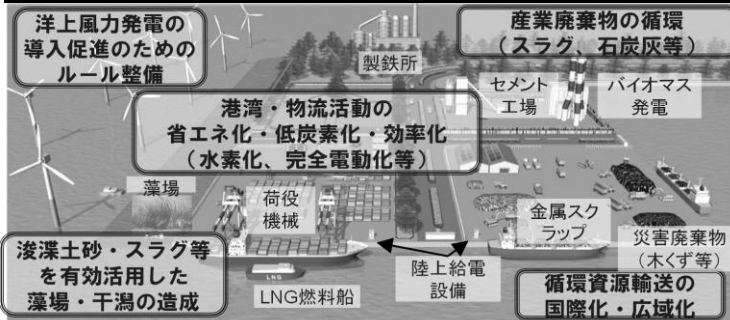 洋上風力発電の
導入促進のための
ルール整備
産業廃棄物の循環
（スラグ、石炭灰等）
製鉄所
セメント
工場
バイオマス
発電
港湾・物流活動の
省エネ化・低炭素化・効率化
（水素化、完全電動化等）
藻場
荷役
機械
金属スク
ラップ
災害廃棄物
（木くず等）
浚渫土砂・スラグ等
を有効活用した
藻場・干潟の造成
LNG
LNG燃料船
陸上給電
設備
循環資源輸送の
国際化・広域化